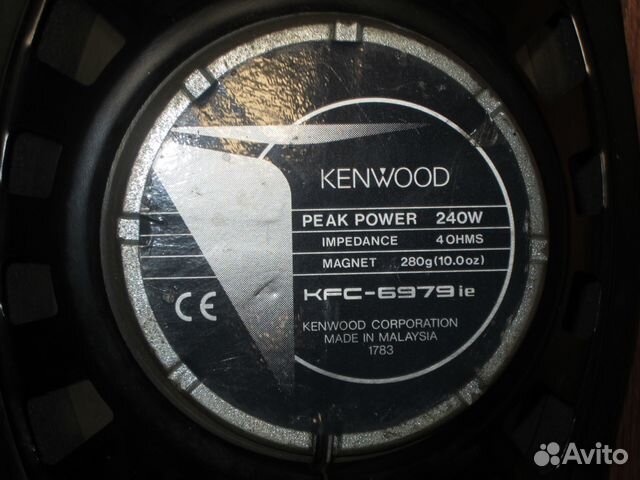 KENWOOD
PEAK POWER 240W
IMPEDANCE 4 OHMS
MAGNET 280g (10.0oz)
KFC-6979ie
CE
KENWOOD CORPORATION
MADE IN MALAYSIA
1783
Avito